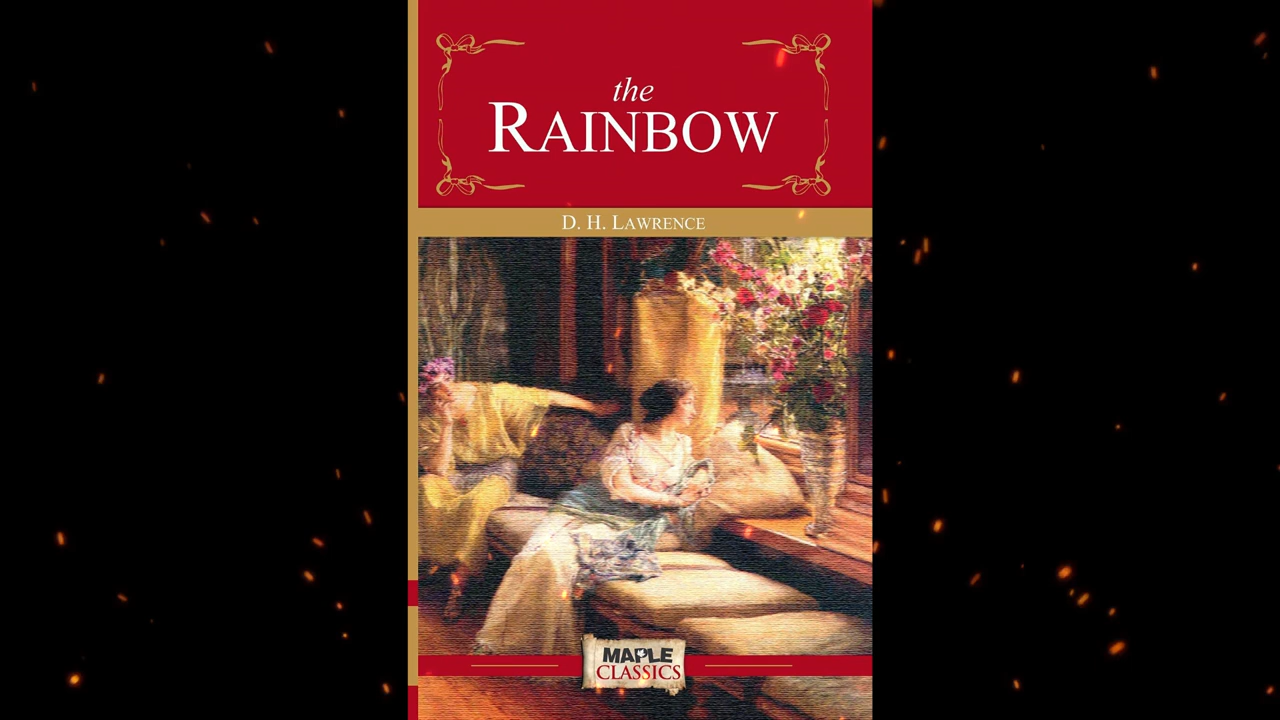 the
RAINBOW
D. H. LAWRENCE
MAPLE
CLASSICS